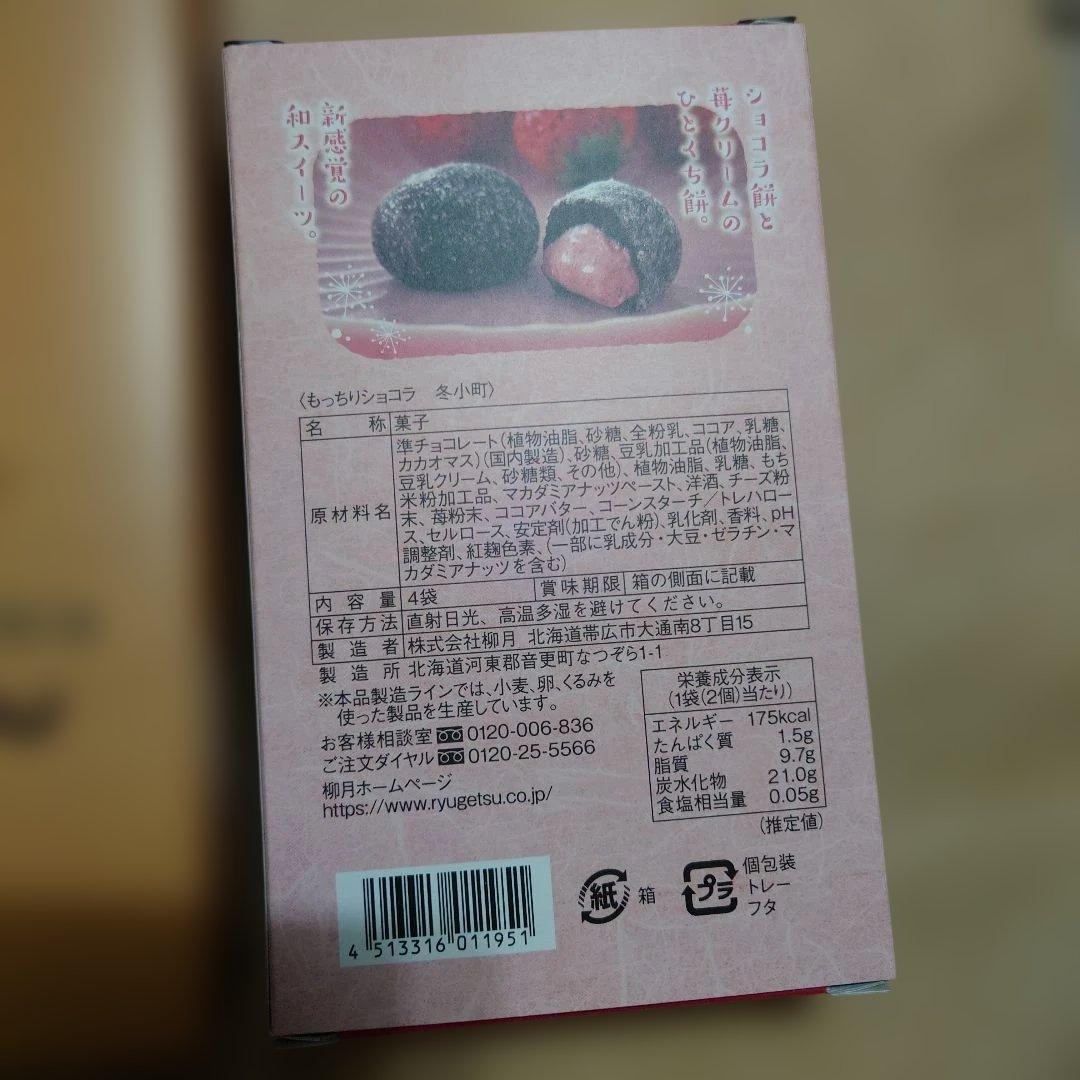 ショコラ餅と
苺クリームの
ひとくち餅。
新感覚の
和スイーツ。
〈もっちりショコラ　冬小町〉
名称 菓子
原材料名
準チョコレート(植物油脂、砂糖、全粉乳、ココア、乳糖、
カカオマス)(国内製造)、砂糖、豆乳加工品(植物油脂、
豆乳クリーム、砂糖類、その他)、植物油脂、乳糖、もち
米粉加工品、マカダミアナッツペースト、洋酒、チーズ粉
末、苺粉末、ココアバター、コーンスターチ／トレハロー
ス、セルロース、安定剤(加工でん粉)、乳化剤、香料、pH
調整剤、紅麹色素、(一部に乳成分・大豆・ゼラチン・マ
カダミアナッツを含む)
内容量 4袋 賞味期限 箱の側面に記載
保存方法 直射日光、高温多湿を避けてください。
製造者 株式会社柳月 北海道帯広市大通南8丁目15
製造所 北海道河東郡音更町なつぞら1-1
※本品製造ラインでは、小麦、卵、くるみを
使った製品を生産しています。
お客様相談室 0120-006-836
ご注文ダイヤル 0120-25-5566
柳月ホームページ
https://www.ryugetsu.co.jp/
栄養成分表示
(1袋(2個)当たり)
エネルギー 175kcal
たんぱく質 1.5g
脂質 9.7g
炭水化物 21.0g
食塩相当量 0.05g
(推定値)
4 513316 011951
紙 箱
プラ
個包装
トレー
フタ